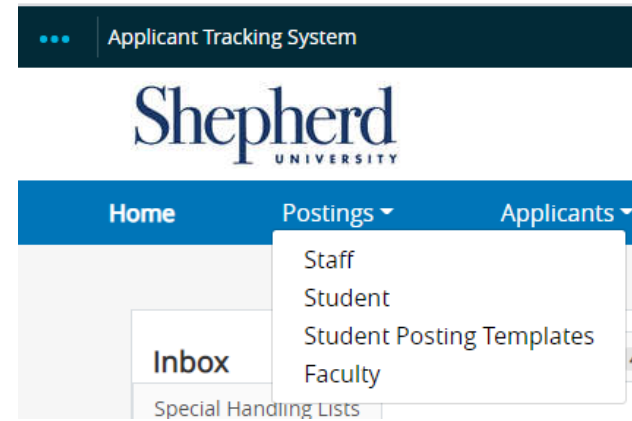 ••• Applicant Tracking System
Shepherd
UNIVERSITY
Home Postings Applicants
Staff
Student
Student Posting Templates
Faculty
Inbox
Special Handling Lists